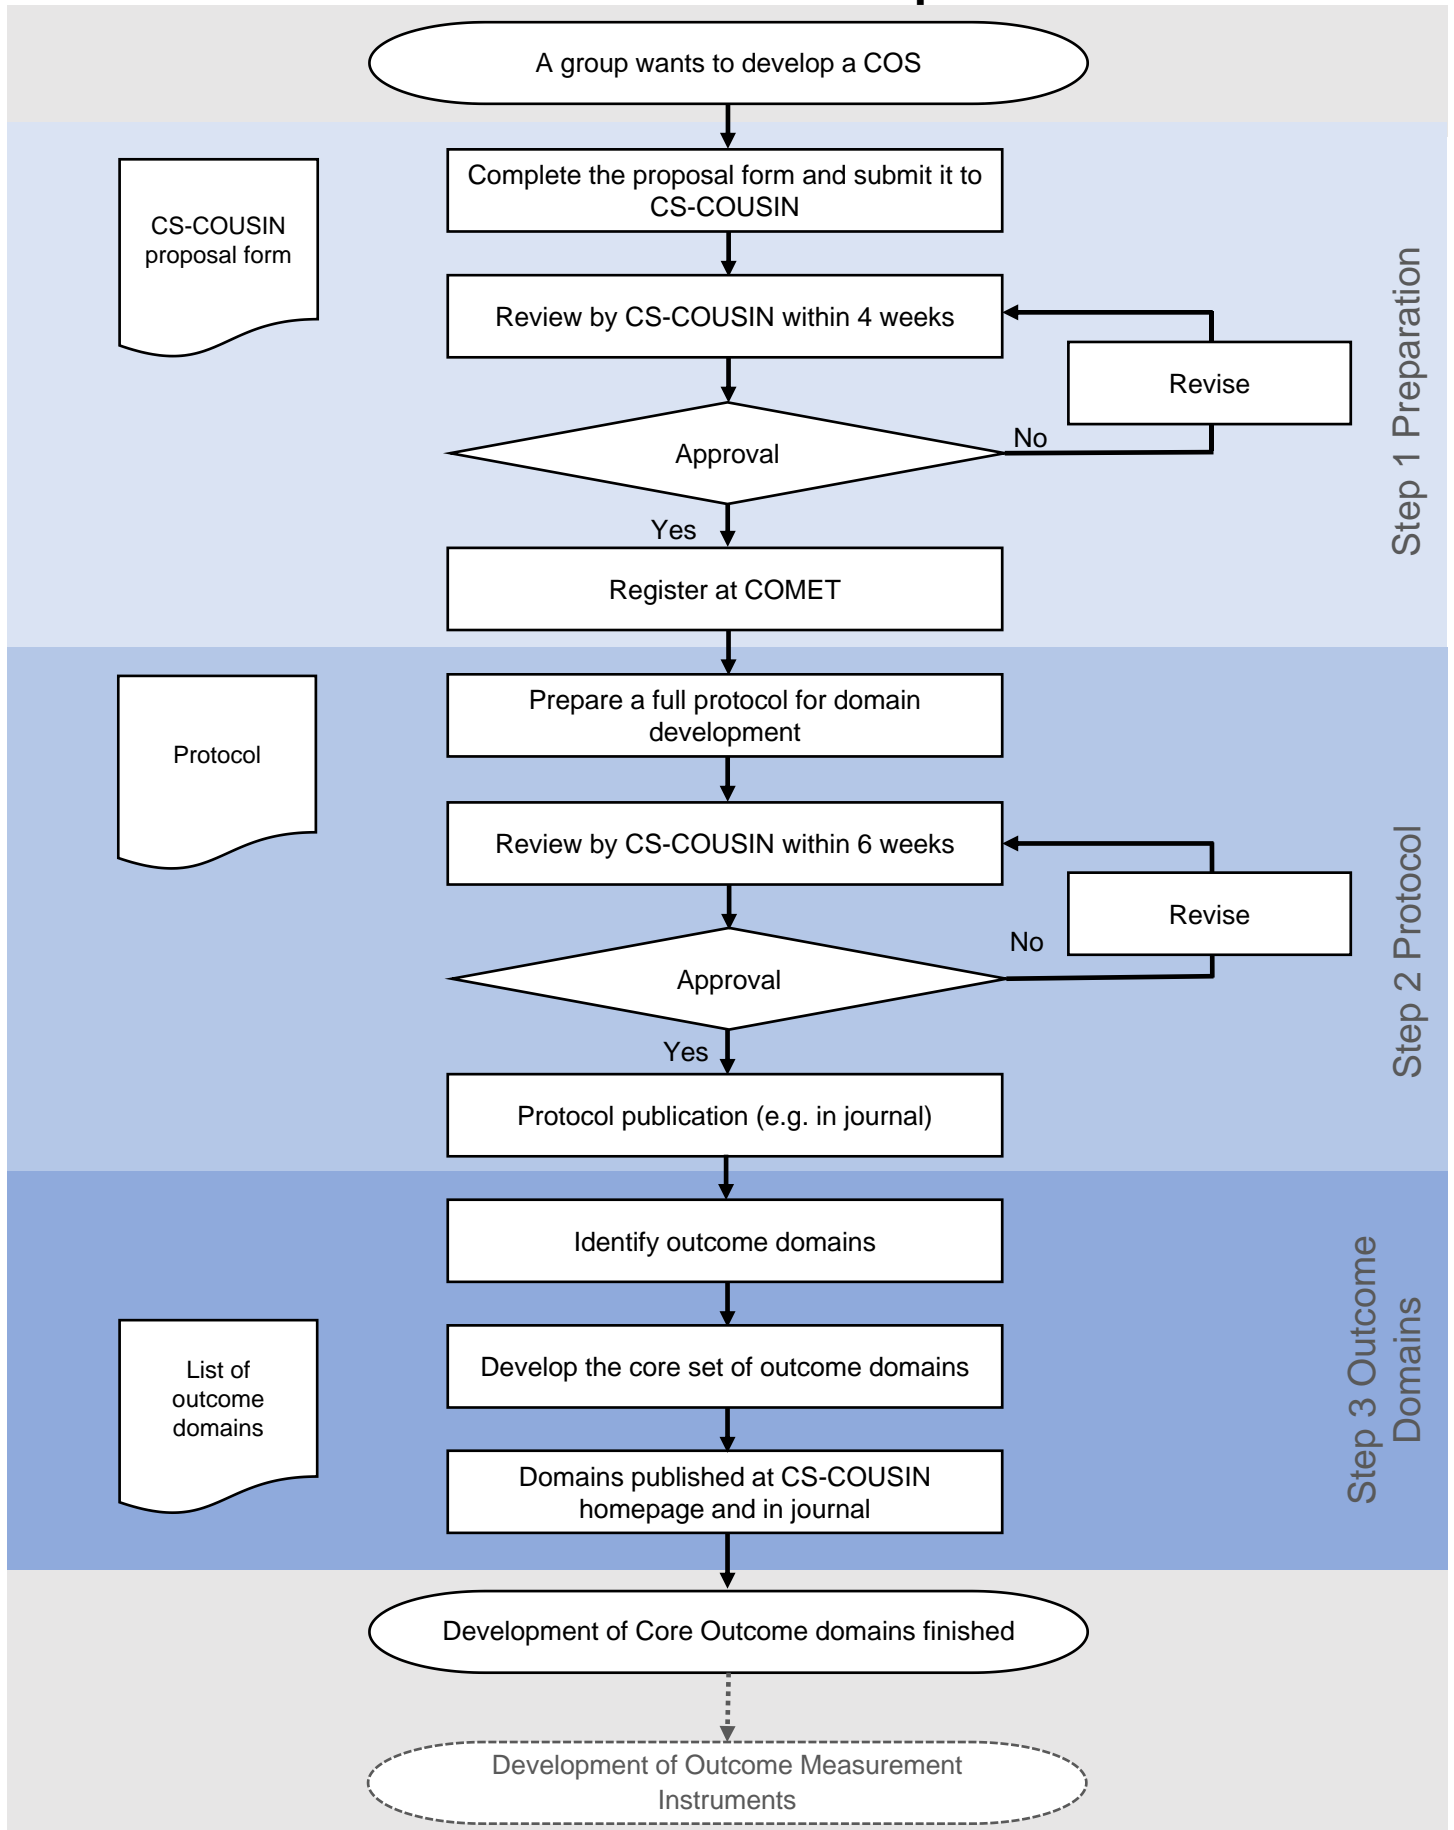 A group wants to develop a COS
CS-COUSIN
proposal form
Complete the proposal form and submit it to
CS-COUSIN
Review by CS-COUSIN within 4 weeks
Revise
Approval
No
Yes
Register at COMET
Step 1 Preparation
Protocol
Prepare a full protocol for domain
development
Review by CS-COUSIN within 6 weeks
Revise
Approval
No
Yes
Protocol publication (e.g. in journal)
Step 2 Protocol
Identify outcome domains
List of
outcome
domains
Develop the core set of outcome domains
Domains published at CS-COUSIN
homepage and in journal
Step 3 Outcome
Domains
Development of Core Outcome domains finished
Development of Outcome Measurement
Instruments